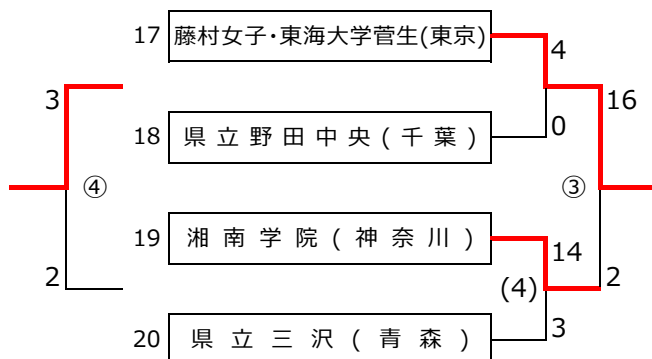 17 藤村女子・東海大学菅生(東京)
4
3
16
18 県立野田中央(千葉)
0
④
③
19 湘南学院(神奈川)
14
2
(4)
2
20 県立三沢(青森)
3